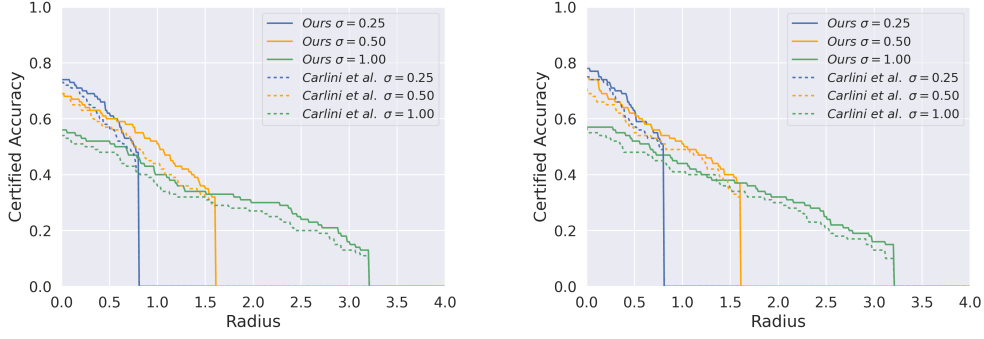 1.0
0.8
0.6
0.4
0.2
0.0
Certified Accuracy
Ours σ = 0.25
Ours σ = 0.50
Ours σ = 1.00
Carlini et al. σ = 0.25
Carlini et al. σ = 0.50
Carlini et al. σ = 1.00
0.0 0.5 1.0 1.5 2.0 2.5 3.0 3.5 4.0
Radius
1.0
0.8
0.6
0.4
0.2
0.0
Certified Accuracy
Ours σ = 0.25
Ours σ = 0.50
Ours σ = 1.00
Carlini et al. σ = 0.25
Carlini et al. σ = 0.50
Carlini et al. σ = 1.00
0.0 0.5 1.0 1.5 2.0 2.5 3.0 3.5 4.0
Radius